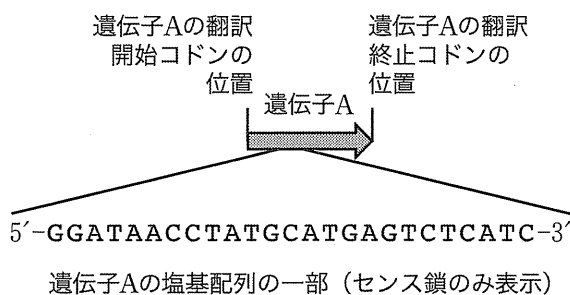 遺伝子Aの翻訳
開始コドンの
位置
遺伝子Aの翻訳
終止コドンの
位置
遺伝子A
5′-GGATAACCTATGCATGAGTCTCATC-3′
遺伝子Aの塩基配列の一部（センス鎖のみ表示）